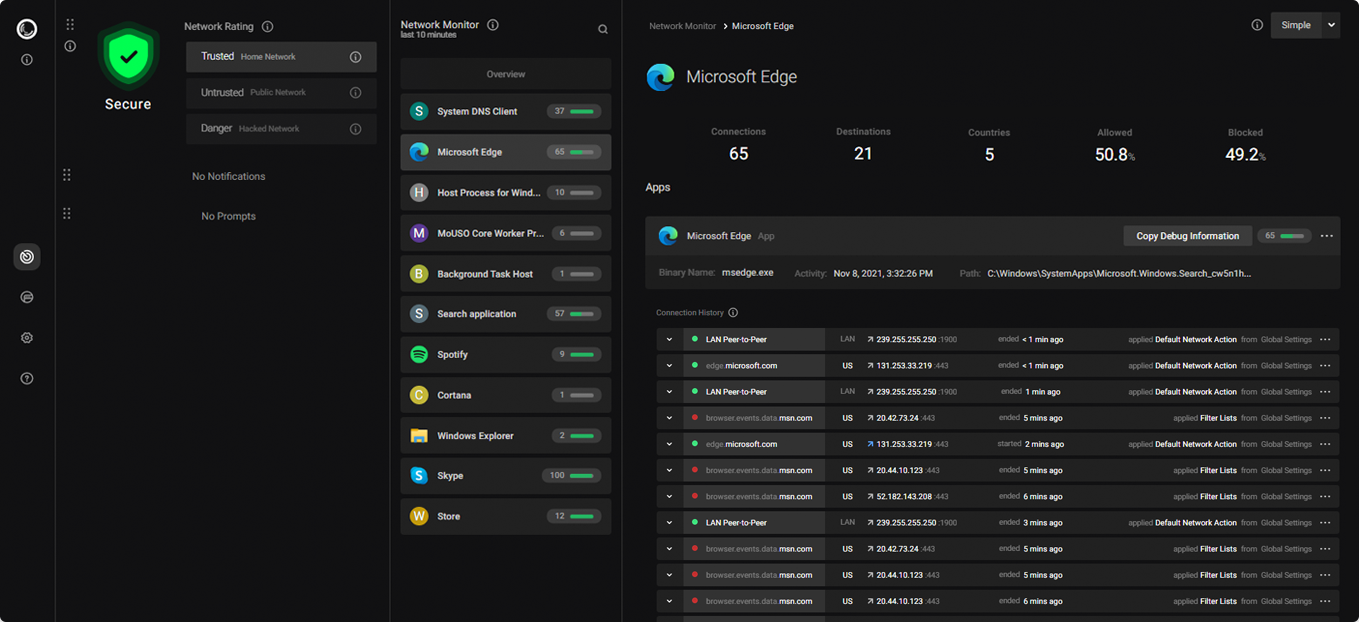 Secure
Network Rating
Trusted Home Network
Untrusted Public Network
Danger Hacked Network
No Notifications
No Prompts
Network Monitor
last 10 minutes
Overview
S System DNS Client 37
Microsoft Edge 65
H Host Process for Wind... 10
M MoUSO Core Worker Pr... 6
B Background Task Host 1
S Search application 57
Spotify 9
C Cortana 1
Windows Explorer 2
S Skype 100
W Store 12
Network Monitor > Microsoft Edge
Simple
Microsoft Edge
Connections Destinations Countries Allowed Blocked
65 21 5 50.8% 49.2%
Apps
Microsoft Edge App Copy Debug Information 65
Binary Name: msedge.exe Activity: Nov 8, 2021, 3:32:26 PM Path: C:\Windows\SystemApps\Microsoft.Windows.Search_cw5n1h...
Connection History
LAN Peer-to-Peer LAN 239.255.255.250 :1900 ended < 1 min ago applied Default Network Action from Global Settings
edge.microsoft.com US 131.253.33.219 :443 ended < 1 min ago applied Default Network Action from Global Settings
LAN Peer-to-Peer LAN 239.255.255.250 :1900 ended 1 min ago applied Default Network Action from Global Settings
browser.events.data.msn.com US 20.42.73.24 :443 ended 5 mins ago applied Filter Lists from Global Settings
edge.microsoft.com US 131.253.33.219 :443 started 2 mins ago applied Default Network Action from Global Settings
browser.events.data.msn.com US 20.44.10.123 :443 ended 5 mins ago applied Filter Lists from Global Settings
browser.events.data.msn.com US 52.182.143.208 :443 ended 6 mins ago applied Filter Lists from Global Settings
LAN Peer-to-Peer LAN 239.255.255.250 :1900 ended 3 mins ago applied Default Network Action from Global Settings
browser.events.data.msn.com US 20.42.73.24 :443 ended 5 mins ago applied Filter Lists from Global Settings
browser.events.data.msn.com US 20.44.10.123 :443 ended 5 mins ago applied Filter Lists from Global Settings
browser.events.data.msn.com US 20.44.10.123 :443 ended 6 mins ago applied Filter Lists from Global Settings